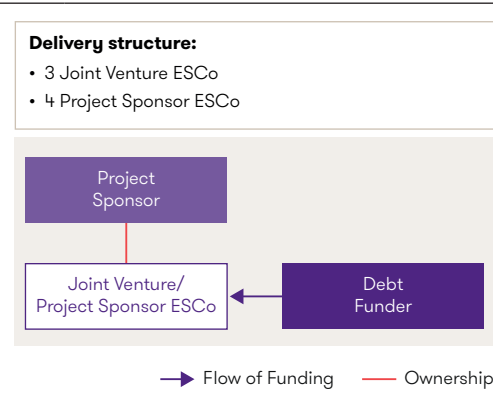 Delivery structure:
• 3 Joint Venture ESCo
• 4 Project Sponsor ESCo
Project
Sponsor
Joint Venture/
Project Sponsor ESCo
Debt
Funder
Flow of Funding
Ownership